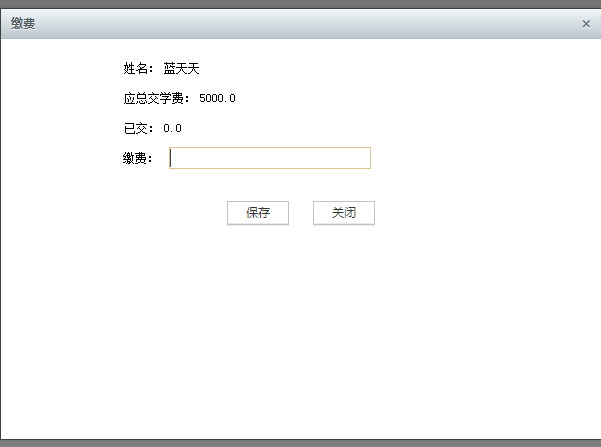 缴费
姓名： 蓝天天
应总交学费： 5000.0
已交： 0.0
缴费：
保存 关闭